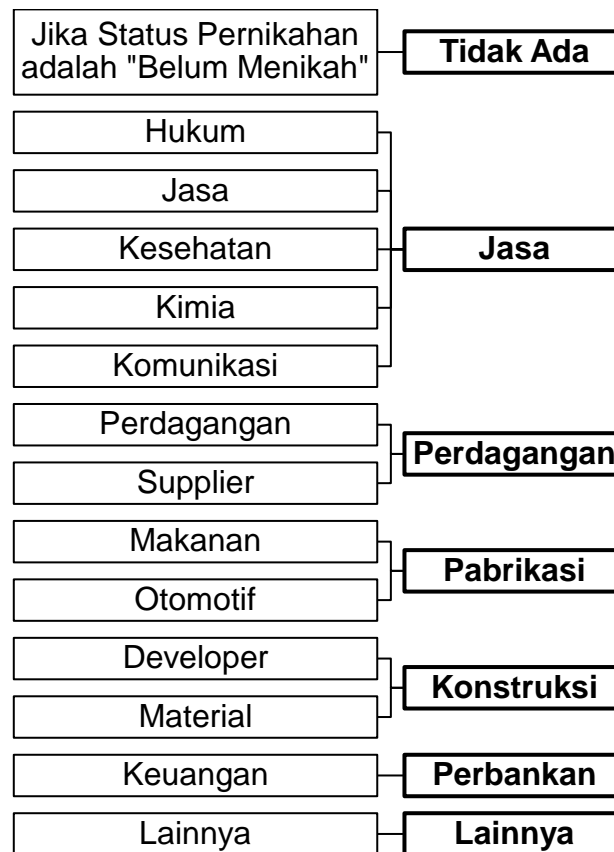 Jika Status Pernikahan
adalah "Belum Menikah"
Tidak Ada
Hukum
Jasa
Kesehatan
Kimia
Komunikasi
Jasa
Perdagangan
Supplier
Perdagangan
Makanan
Otomotif
Pabrikasi
Developer
Material
Konstruksi
Keuangan
Perbankan
Lainnya
Lainnya